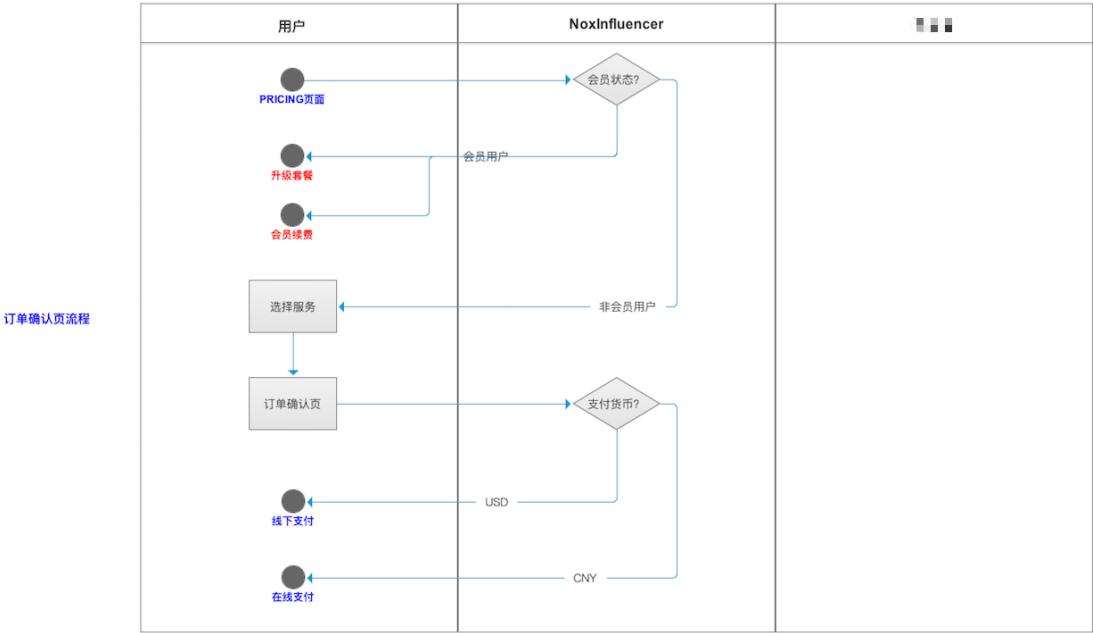 用户
NoxInfluencer
会员状态?
PRICING页面
会员用户
升级套餐
会员续费
选择服务
非会员用户
订单确认页流程
订单确认页
支付货币?
USD
线下支付
CNY
在线支付